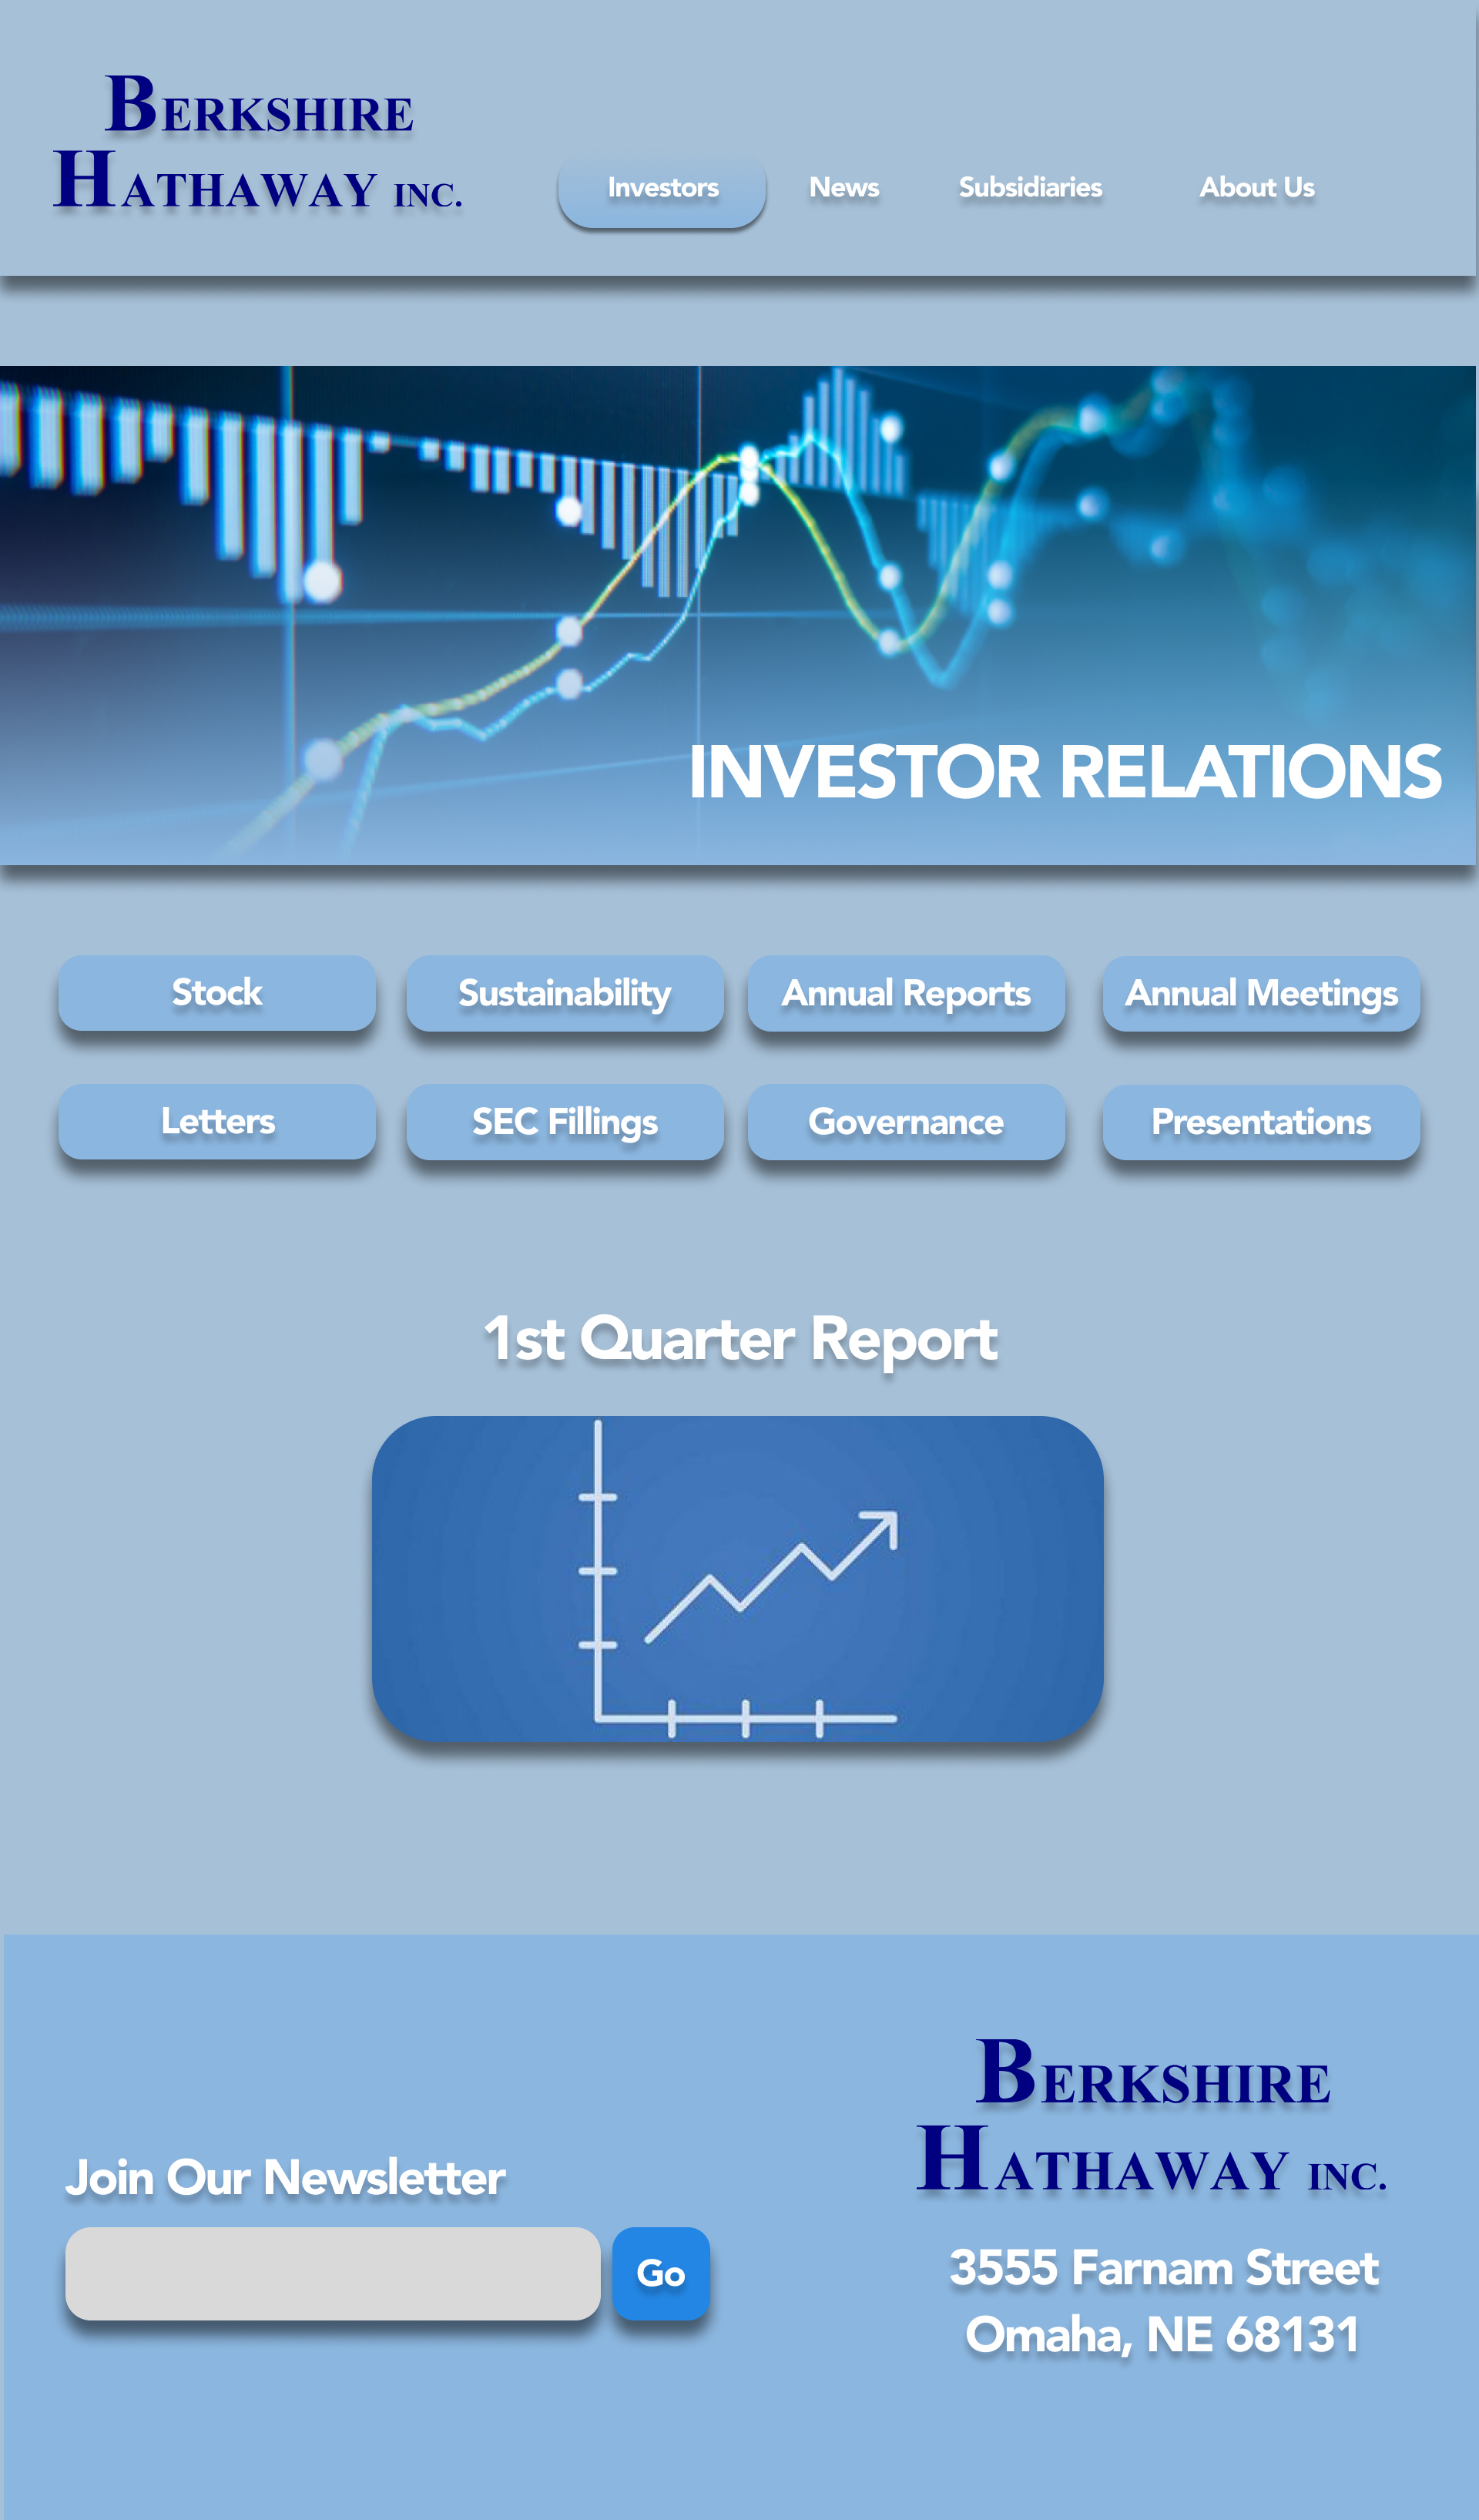 BERKSHIRE
HATHAWAY INC.
Investors
News
Subsidiaries
About Us
INVESTOR RELATIONS
Stock
Sustainability
Annual Reports
Annual Meetings
Letters
SEC Fillings
Governance
Presentations
1st Quarter Report
Join Our Newsletter
Go
BERKSHIRE
HATHAWAY INC.
3555 Farnam Street
Omaha, NE 68131